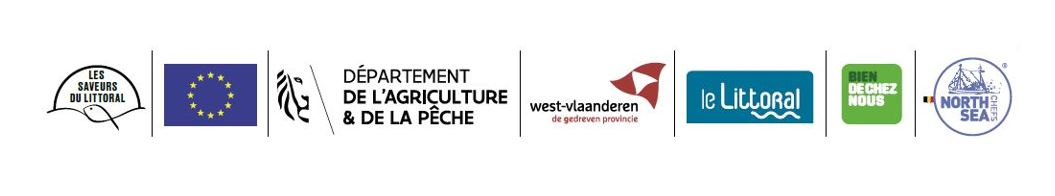 LES
SAVEURS
DU LITTORAL
DÉPARTEMENT
DE L'AGRICULTURE
& DE LA PÊCHE
west-vlaanderen
de gedreven provincie
le Littoral
BIEN
DE CHEZ
NOUS
NORTH
SEA
CHEFS
®